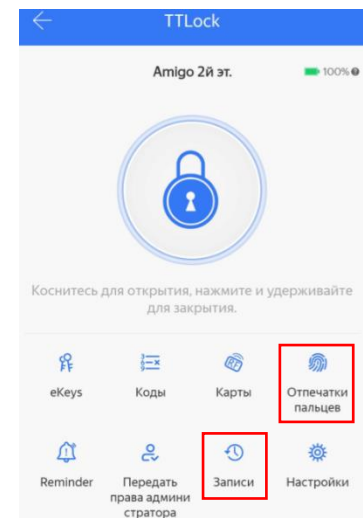 TTLock
Amigo 2й эт.
100%
Коснитесь для открытия, нажмите и удерживайте
для закрытия.
eKeys
Коды
Карты
Отпечатки
пальцев
Reminder
Передать
права админи
стратора
Записи
Настройки